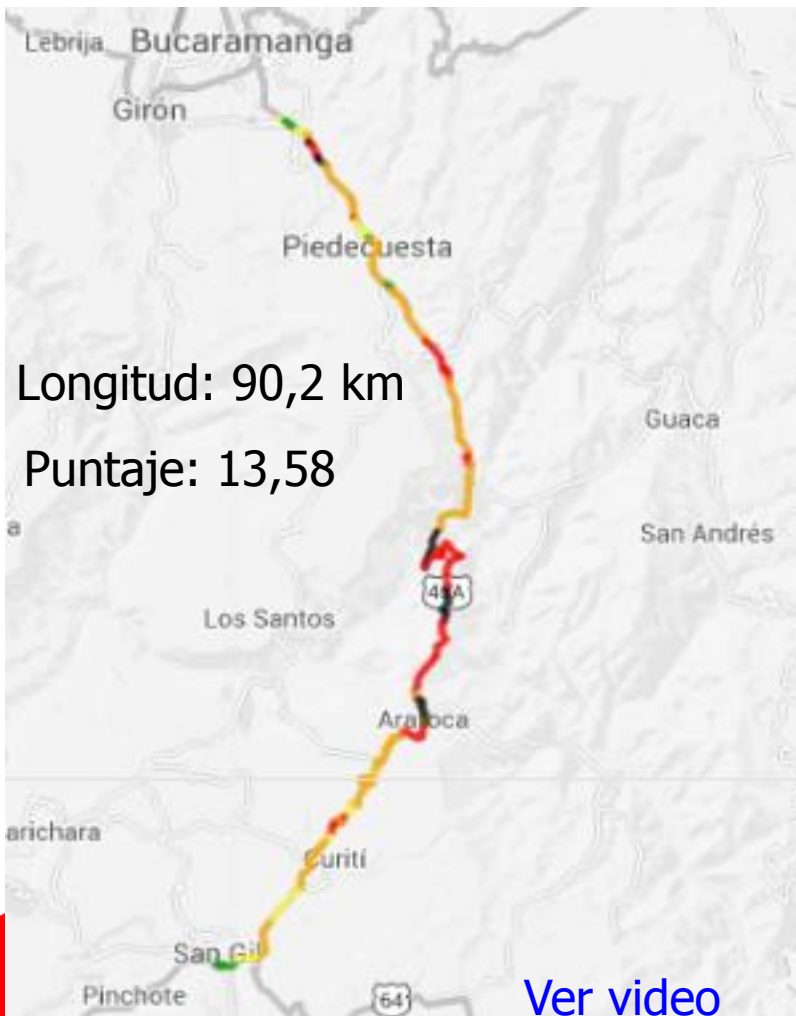 Lebrija Bucaramanga
Girón
Piedecuesta
Longitud: 90,2 km
Guaca
Puntaje: 13,58
a
San Andrés
45A
Los Santos
Aratoca
arichara
Curití
San Gil
Pinchote
64
Ver video